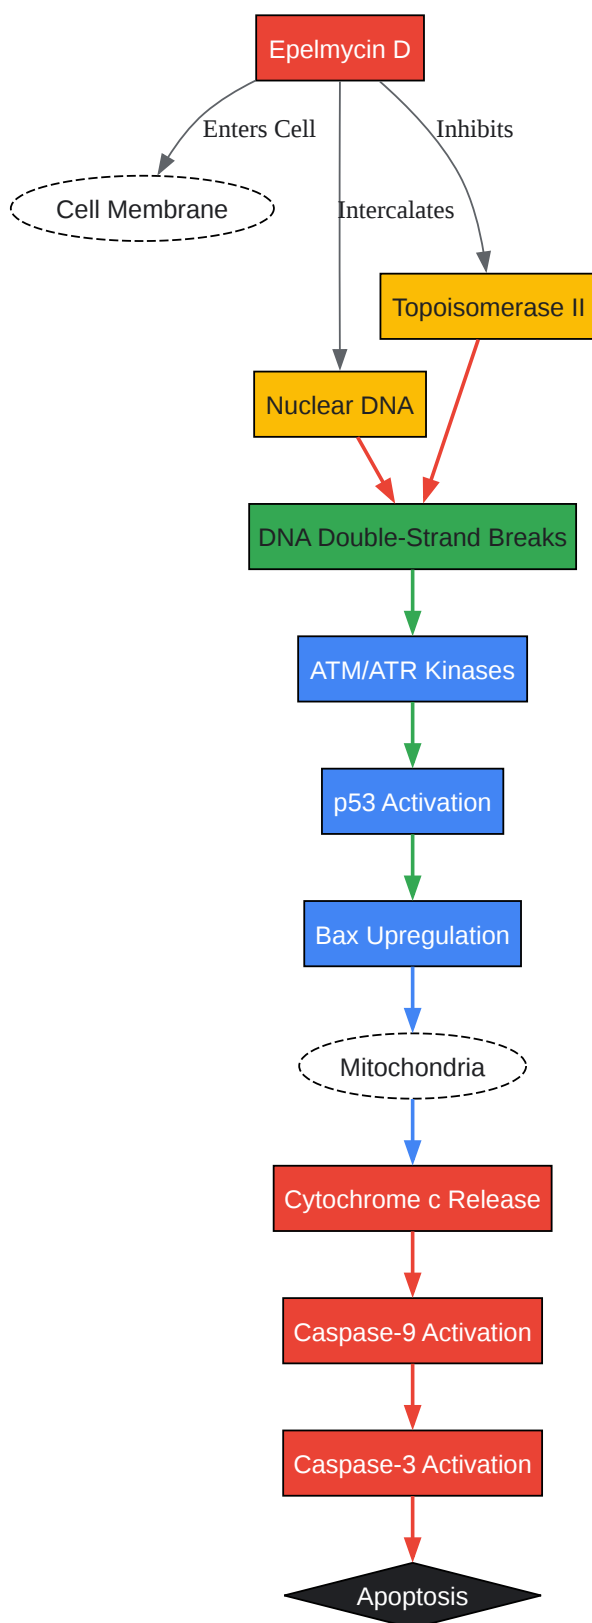 Epelmycin D
Enters Cell
Inhibits
Cell Membrane
Intercalates
Topoisomerase II
Nuclear DNA
DNA Double-Strand Breaks
ATM/ATR Kinases
p53 Activation
Bax Upregulation
Mitochondria
Cytochrome c Release
Caspase-9 Activation
Caspase-3 Activation
Apoptosis